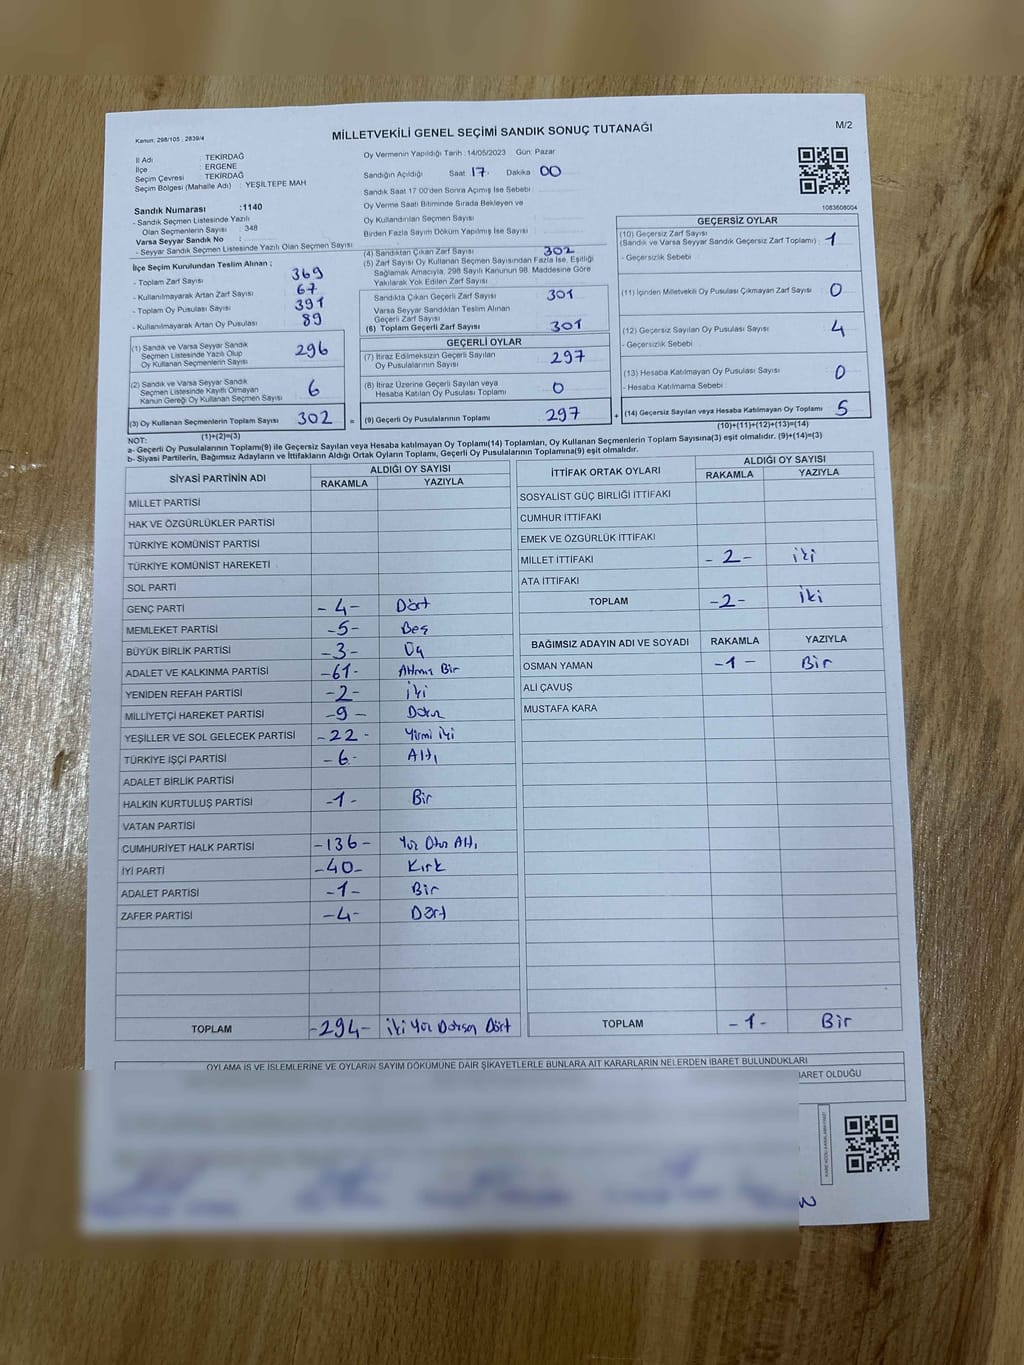 Kanun: 298/105 , 2839/4
MİLLETVEKİLİ GENEL SEÇİMİ SANDIK SONUÇ TUTANAĞI
M/2
İl Adı : TEKİRDAĞ
İlçe : ERGENE
Seçim Çevresi : TEKİRDAĞ
Seçim Bölgesi (Mahalle Adı) : YEŞİLTEPE MAH
Oy Vermenin Yapıldığı Tarih :14/05/2023 Gün: Pazar
Sandığın Açıldığı Saat 17 Dakika 00
Sandık Saat 17 00'den Sonra Açımış İse Sebebi
Oy Verme Saati Bitiminde Sırada Bekleyen ve
Oy Kullandırılan Seçmen Sayısı
Birden Fazla Sayım Döküm Yapılmış İse Sayısı
1083608004
Sandık Numarası :1140
- Sandık Seçmen Listesinde Yazılı
Olan Seçmenlerin Sayısı : 348
Varsa Seyyar Sandık No :
- Seyyar Sandık Seçmen Listesinde Yazılı Olan Seçmen Sayısı
İlçe Seçim Kurulundan Teslim Alınan ;
- Toplam Zarf Sayısı 369
- Kullanılmayarak Artan Zarf Sayısı 67
- Toplam Oy Pusulası Sayısı 391
- Kullanılmayarak Artan Oy Pusulası 89
(1) Sandık ve Varsa Seyyar Sandık
Seçmen Listesinde Yazılı Olup
Oy Kullanan Seçmenlerin Sayısı 296
(2) Sandık ve Varsa Seyyar Sandık
Seçmen Listesinde Kayıtlı Olmayan
Kanun Gereği Oy Kullanan Seçmen Sayısı 6
(3) Oy Kullanan Seçmenlerin Toplam Sayısı 302 =
(1)+(2)=(3)
(4) Sandıktan Çıkan Zarf Sayısı 302
(5) Zarf Sayısı Oy Kullanan Seçmen Sayısından Fazla İse, Eşitliği
Sağlamak Amacıyla, 298 Sayılı Kanunun 98. Maddesine Göre
Yakılarak Yok Edilen Zarf Sayısı
Sandıkta Çıkan Geçerli Zarf Sayısı 301
Varsa Seyyar Sandıktan Teslim Alınan
Geçerli Zarf Sayısı
(6) Toplam Geçerli Zarf Sayısı 301
GEÇERLİ OYLAR
(7) İtiraz Edilmeksizin Geçerli Sayılan
Oy Pusulasının Sayısı 297
(8) İtiraz Üzerine Geçerli Sayılan veya
Hesaba Katılan Oy Pusulası Toplamı 0
(9) Geçerli Oy Pusulalarının Toplamı 297 +
GEÇERSİZ OYLAR
(10) Geçersiz Zarf Sayısı
(Sandık ve Varsa Seyyar Sandık Geçersiz Zarf Toplamı) : 1
- Geçersizlik Sebebi
(11) İçinden Milletvekili Oy Pusulası Çıkmayan Zarf Sayısı 0
(12) Geçersiz Sayılan Oy Pusulası Sayısı 4
- Geçersizlik Sebebi
(13) Hesaba Katılmayan Oy Pusulası Sayısı 0
- Hesaba Katılmama Sebebi
(14) Geçersiz Sayılan veya Hesaba Katılmayan Oy Toplamı 5
(10)+(11)+(12)+(13)=(14)
NOT:
a- Geçerli Oy Pusulalarının Toplamı(9) ile Geçersiz Sayılan veya Hesaba katılmayan Oy Toplamı(14) Toplamları, Oy Kullanan Seçmenlerin Toplam Sayısına(3) eşit olmalıdır. (9)+(14)=(3)
b- Siyasi Partilerin, Bağımsız Adayların ve İttifakların Aldığı Oyların Toplamı, Geçerli Oy Pusulalarının Toplamına(9) eşit olmalıdır.
SİYASİ PARTİNİN ADI ALDIĞI OY SAYISI
RAKAMLA YAZIYLA
MİLLET PARTİSİ
HAK VE ÖZGÜRLÜKLER PARTİSİ
TÜRKİYE KOMÜNİST PARTİSİ
TÜRKİYE KOMÜNİST HAREKETİ
SOL PARTİ
GENÇ PARTİ -4- Dört
MEMLEKET PARTİSİ -5- Beş
BÜYÜK BİRLİK PARTİSİ -3- Üç
ADALET VE KALKINMA PARTİSİ -61- Altmış Bir
YENİDEN REFAH PARTİSİ -2- iki
MİLLİYETÇİ HAREKET PARTİSİ -9- Dokuz
YEŞİLLER VE SOL GELECEK PARTİSİ -22- Yirmi iki
TÜRKİYE İŞÇİ PARTİSİ -6- Altı
ADALET BİRLİK PARTİSİ
HALKIN KURTULUŞ PARTİSİ -1- Bir
VATAN PARTİSİ
CUMHURİYET HALK PARTİSİ -136- Yüz Otuz Altı
İYİ PARTİ -40- Kırk
ADALET PARTİSİ -1- Bir
ZAFER PARTİSİ -4- Dört
TOPLAM -294- iki Yüz Doksan Dört
İTTİFAK ORTAK OYLARI ALDIĞI OY SAYISI
RAKAMLA YAZIYLA
SOSYALİST GÜÇ BİRLİĞİ İTTİFAKI
CUMHUR İTTİFAKI
EMEK VE ÖZGÜRLÜK İTTİFAKI
MİLLET İTTİFAKI -2- iki
ATA İTTİFAKI
TOPLAM -2- iki
BAĞIMSIZ ADAYIN ADI VE SOYADI RAKAMLA YAZIYLA
OSMAN YAMAN -1- Bir
ALİ ÇAVUŞ
MUSTAFA KARA
TOPLAM -1- Bir
OYLAMA İŞ VE İŞLEMLERİNE VE OYLARIN SAYIM DÖKÜMÜNE DAİR ŞİKAYETLERLE BUNLARA AİT KARARLARIN NELERDEN İBARET BULUNDUKLARI
BARET OLDUĞU